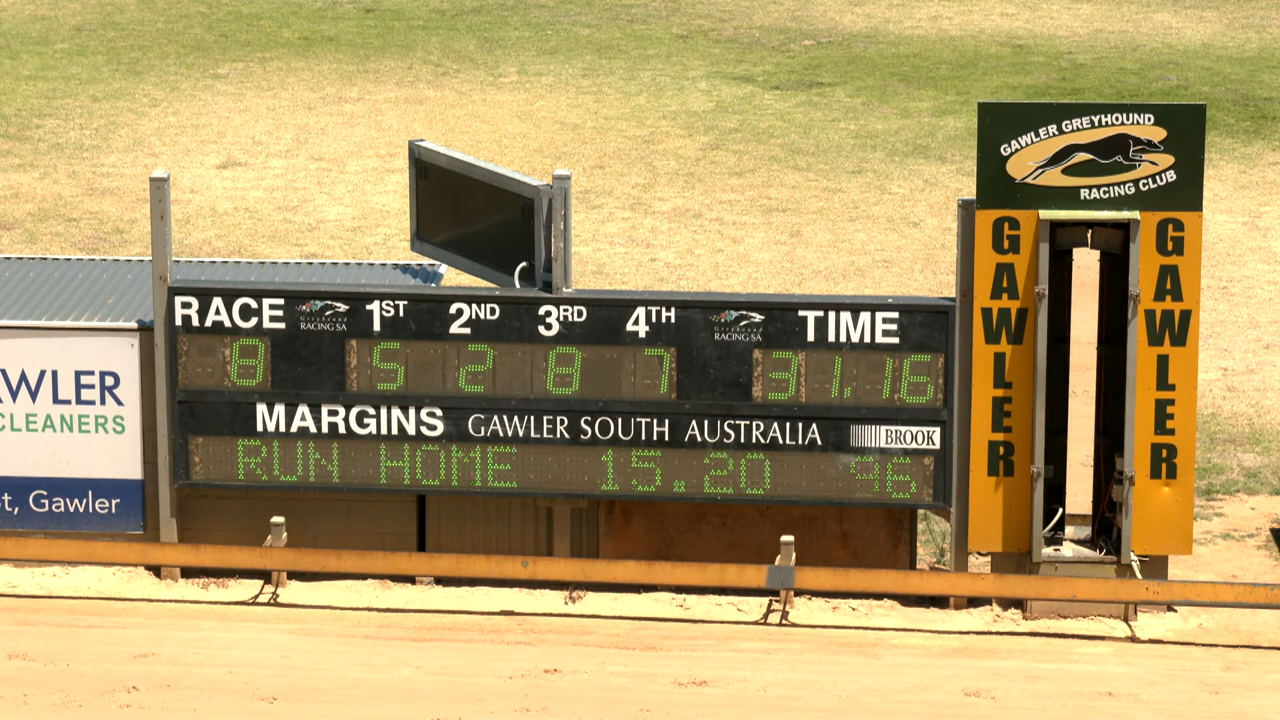 GAWLER GREYHOUND
RACING CLUB
GAWLER
GAWLER
RACE
Greyhound
RACING SA
1ST 2ND 3RD 4TH
Greyhound
RACING SA
TIME
8 5 2 8 7 31.16
MARGINS GAWLER SOUTH AUSTRALIA BROOK
RUN HOME 15.20 96
AWLER
CLEANERS
t, Gawler